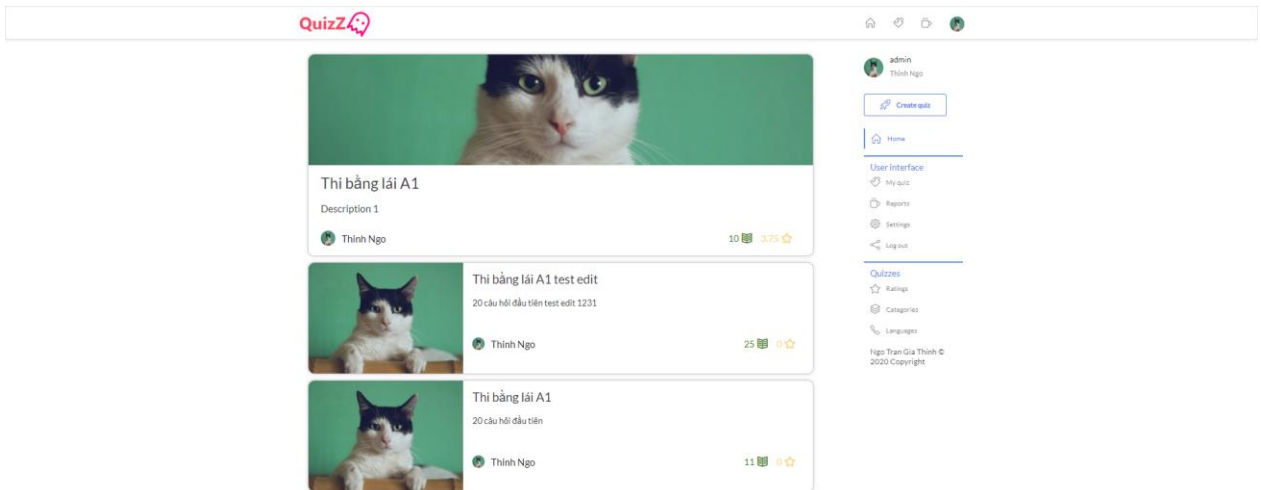 QuizZ
Thi bằng lái A1
Description 1
Thinh Ngo
10 3.75
Thi bằng lái A1 test edit
20 câu hỏi đầu tiên test edit 1231
Thinh Ngo
25 0
Thi bằng lái A1
20 câu hỏi đầu tiên
Thinh Ngo
11 0
admin
Thinh Ngo
Create quiz
Home
User interface
My quiz
Reports
Settings
Log out
Quizzes
Ratings
Categories
Languages
Ngo Tran Gia Thinh ©
2020 Copyright